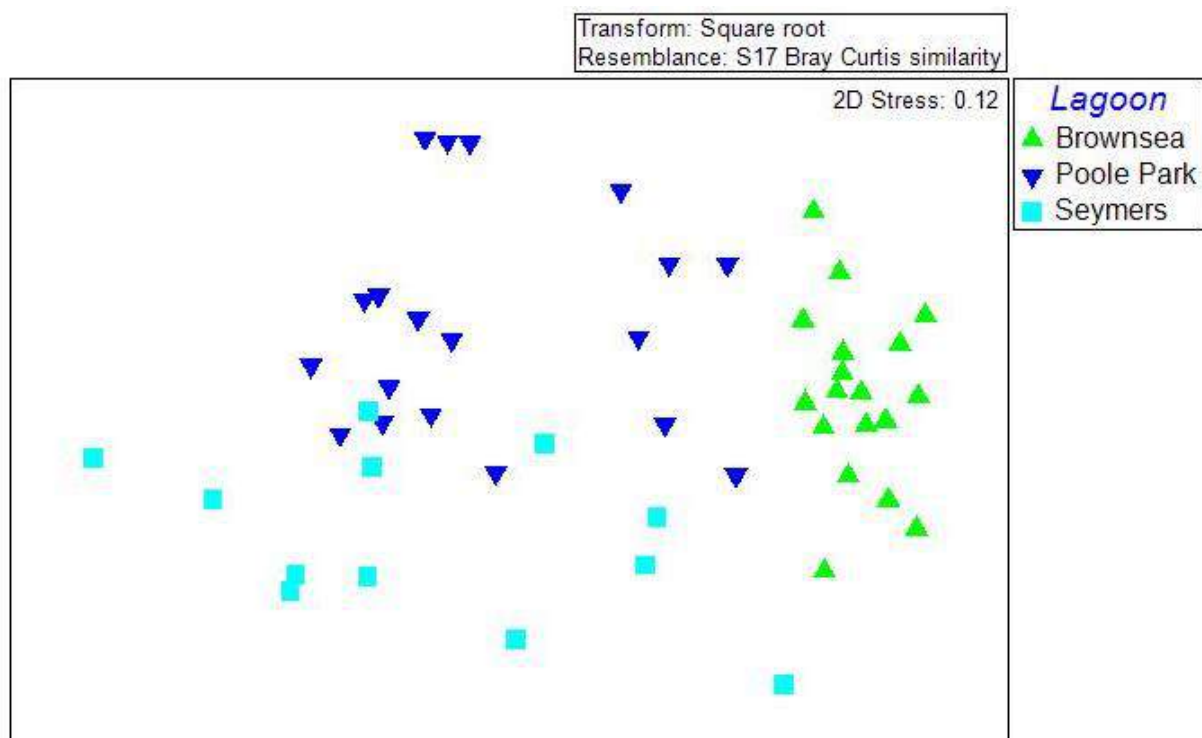 Transform: Square root
Resemblance: S17 Bray Curtis similarity
2D Stress: 0.12
Lagoon
Brownsea
Poole Park
Seymers